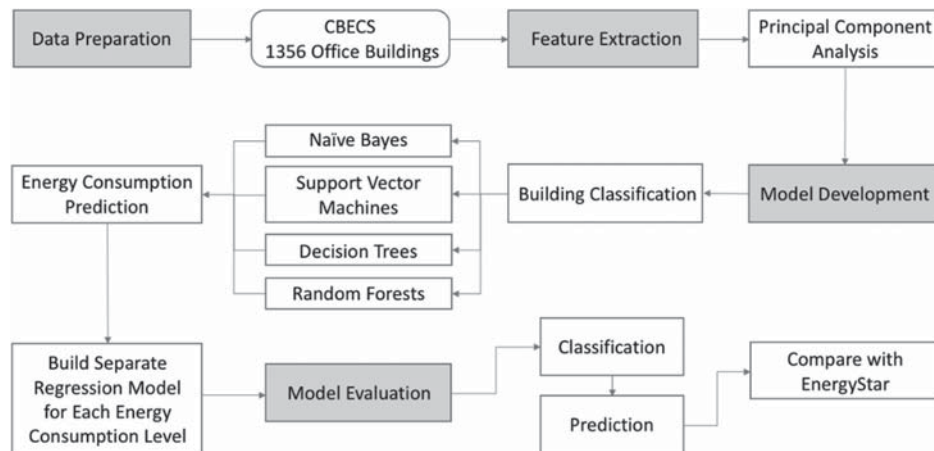 Data Preparation
CBECS
1356 Office Buildings
Feature Extraction
Principal Component
Analysis
Naïve Bayes
Energy Consumption
Prediction
Support Vector
Machines
Building Classification
Model Development
Decision Trees
Random Forests
Build Separate
Regression Model
for Each Energy
Consumption Level
Model Evaluation
Classification
Prediction
Compare with
EnergyStar